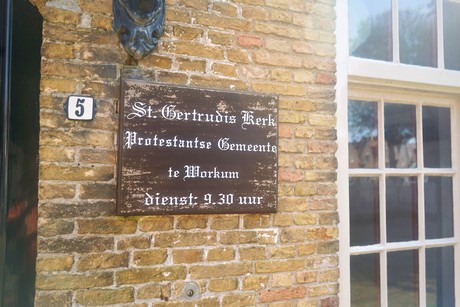 5
St. Gertrudis Kerk
Protestantse Gemeente
te Workum
dienst: 9.30 uur